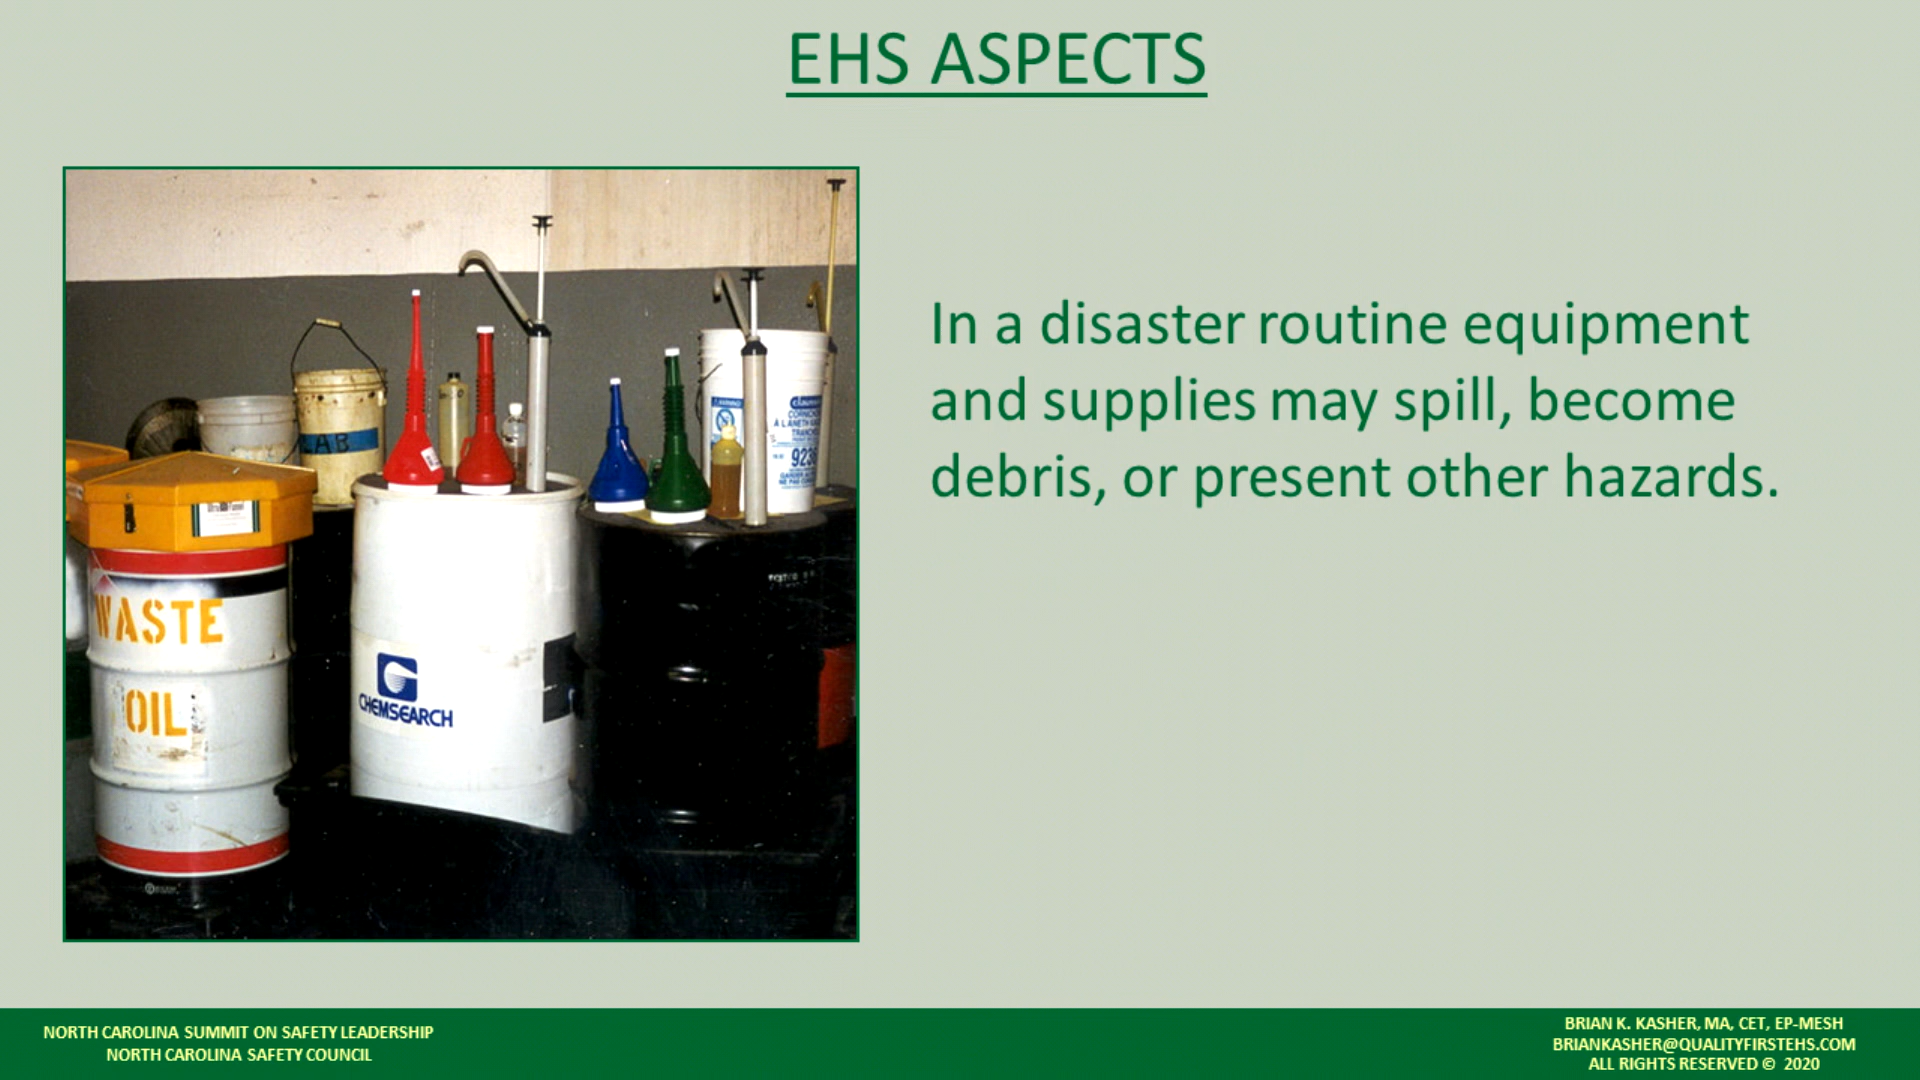 EHS ASPECTS
LAB
WASTE
OIL
CHEMSEARCH
923
In a disaster routine equipment
and supplies may spill, become
debris, or present other hazards.
NORTH CAROLINA SUMMIT ON SAFETY LEADERSHIP
NORTH CAROLINA SAFETY COUNCIL
BRIAN K. KASHER, MA, CET, EP-MESH
BRIANKASHER@QUALITYFIRSTEHS.COM
ALL RIGHTS RESERVED © 2020